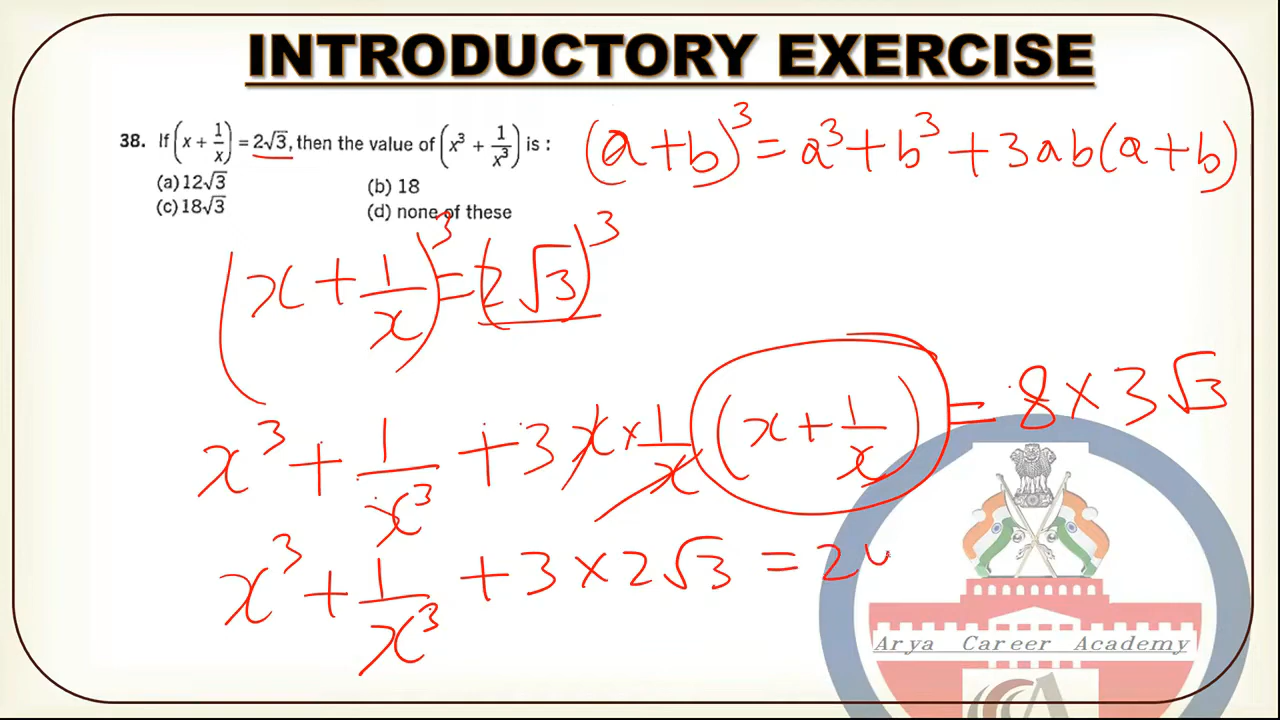 INTRODUCTORY EXERCISE
38. If (x + 1/x) = 2√3, then the value of (x³ + 1/x³) is :
(a) 12√3 (b) 18
(c) 18√3 (d) none of these
(a+b)³ = a³ + b³ + 3ab(a+b)
(x + 1/x)³ = (2√3)³
x³ + 1/x³ + 3x × 1/x (x + 1/x) = 8 × 3√3
x³ + 1/x³ + 3 × 2√3 = 2
Arya Career Academy